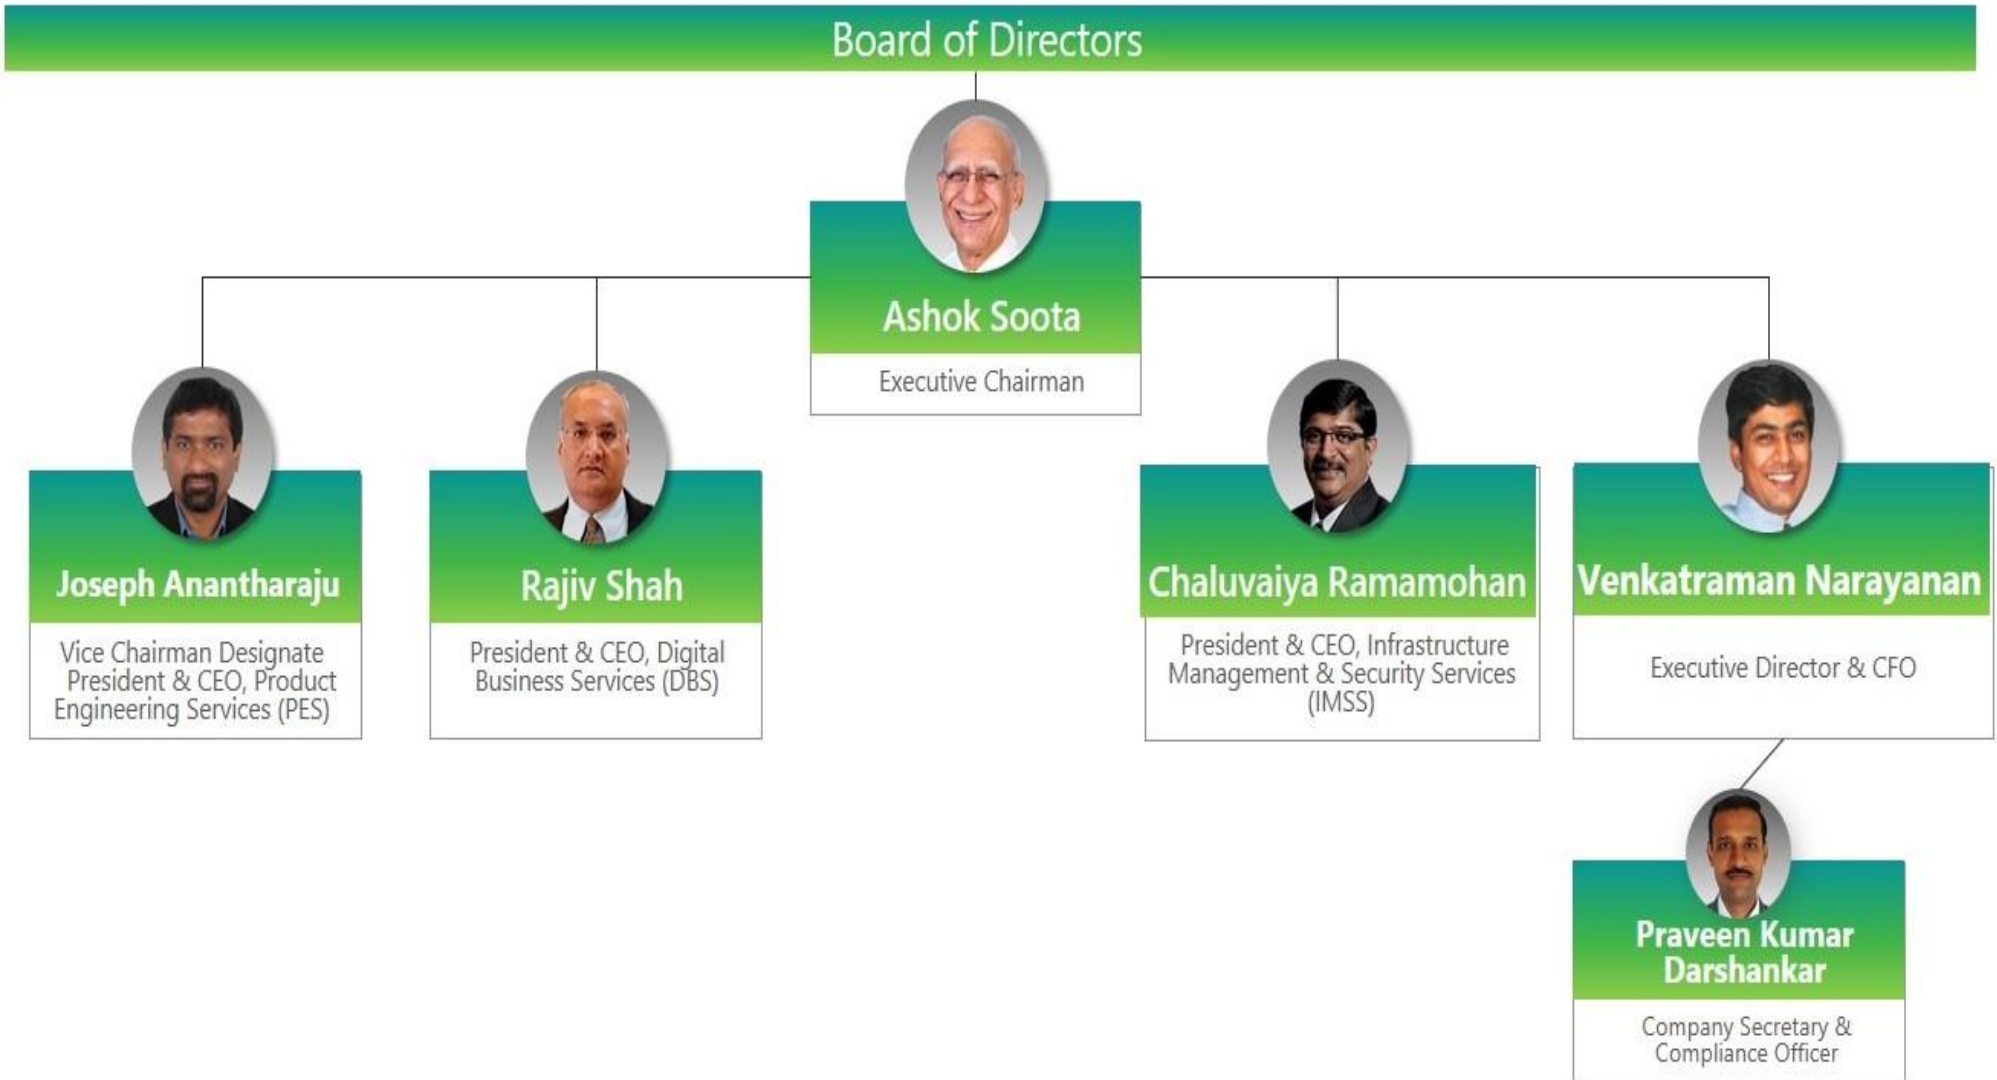 Board of Directors
Ashok Soota
Executive Chairman
Joseph Anantharaju
Vice Chairman Designate
President & CEO, Product
Engineering Services (PES)
Rajiv Shah
President & CEO, Digital
Business Services (DBS)
Chaluvaiya Ramamohan
President & CEO, Infrastructure
Management & Security Services
(IMSS)
Venkatraman Narayanan
Executive Director & CFO
Praveen Kumar
Darshankar
Company Secretary &
Compliance Officer